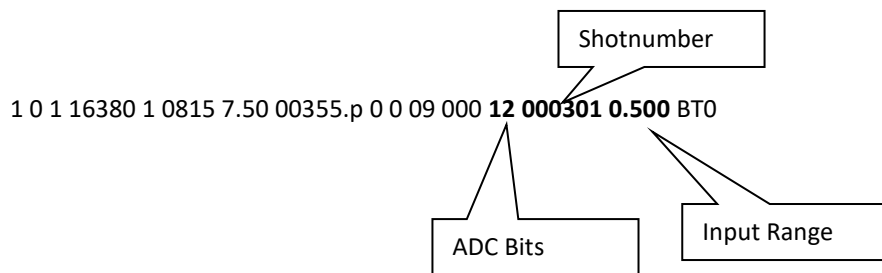 Shotnumber
1 0 1 16380 1 0815 7.50 00355.p 0 0 09 000 12 000301 0.500 BT0
ADC Bits
Input Range